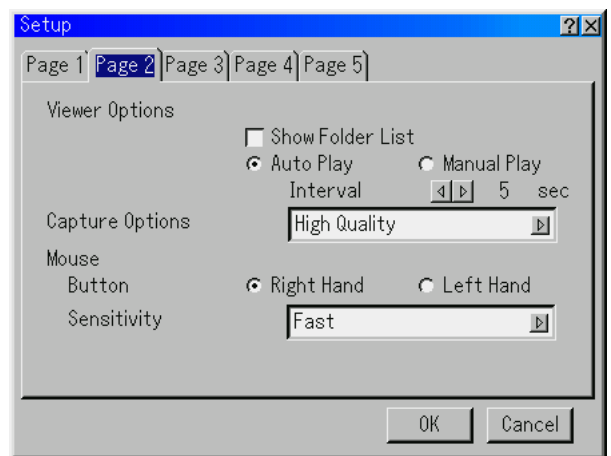 Setup ? X
Page 1 Page 2 Page 3 Page 4 Page 5
Viewer Options
Show Folder List
Auto Play Manual Play
Interval 5 sec
Capture Options High Quality
Mouse
Button Right Hand Left Hand
Sensitivity Fast
OK Cancel